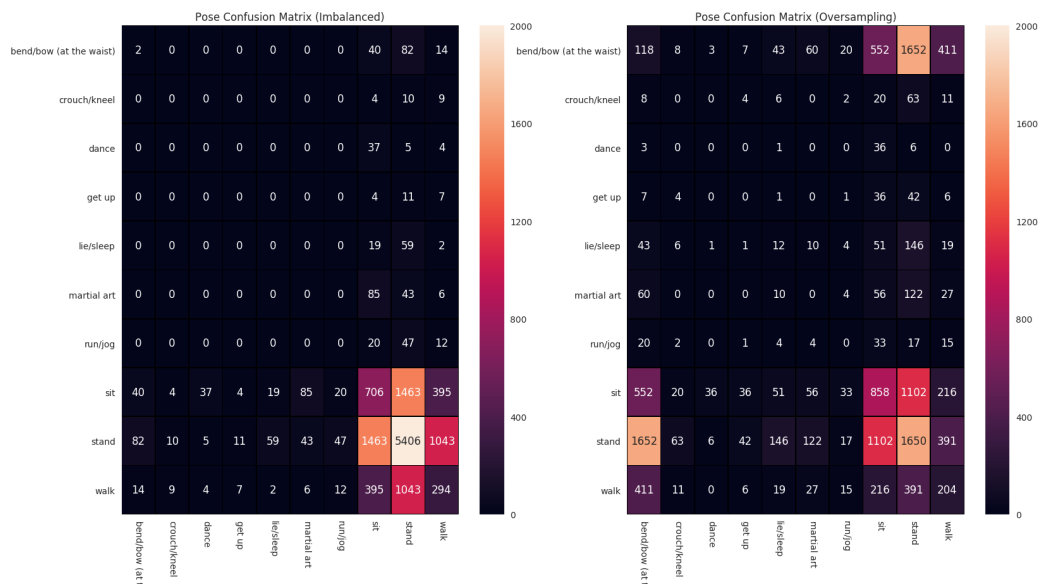 Pose Confusion Matrix (Imbalanced)
bend/bow (at the waist) 2 0 0 0 0 0 0 40 82 14
crouch/kneel 0 0 0 0 0 0 0 4 10 9
dance 0 0 0 0 0 0 0 37 5 4
get up 0 0 0 0 0 0 0 4 11 7
lie/sleep 0 0 0 0 0 0 0 19 59 2
martial art 0 0 0 0 0 0 0 85 43 6
run/jog 0 0 0 0 0 0 0 20 47 12
sit 40 4 37 4 19 85 20 706 1463 395
stand 82 10 5 11 59 43 47 1463 5406 1043
walk 14 9 4 7 2 6 12 395 1043 294
bend/bow (at
crouch/kneel
dance
get up
lie/sleep
martial art
run/jog
sit
stand
walk
2000
1600
1200
800
400
0
Pose Confusion Matrix (Oversampling)
bend/bow (at the waist) 118 8 3 7 43 60 20 552 1652 411
crouch/kneel 8 0 0 4 6 0 2 20 63 11
dance 3 0 0 0 1 0 0 36 6 0
get up 7 4 0 0 1 0 1 36 42 6
lie/sleep 43 6 1 1 12 10 4 51 146 19
martial art 60 0 0 0 10 0 4 56 122 27
run/jog 20 2 0 1 4 4 0 33 17 15
sit 552 20 36 36 51 56 33 858 1102 216
stand 1652 63 6 42 146 122 17 1102 1650 391
walk 411 11 0 6 19 27 15 216 391 204
bend/bow (at
crouch/kneel
dance
get up
lie/sleep
martial art
run/jog
sit
stand
walk
2000
1600
1200
800
400
0